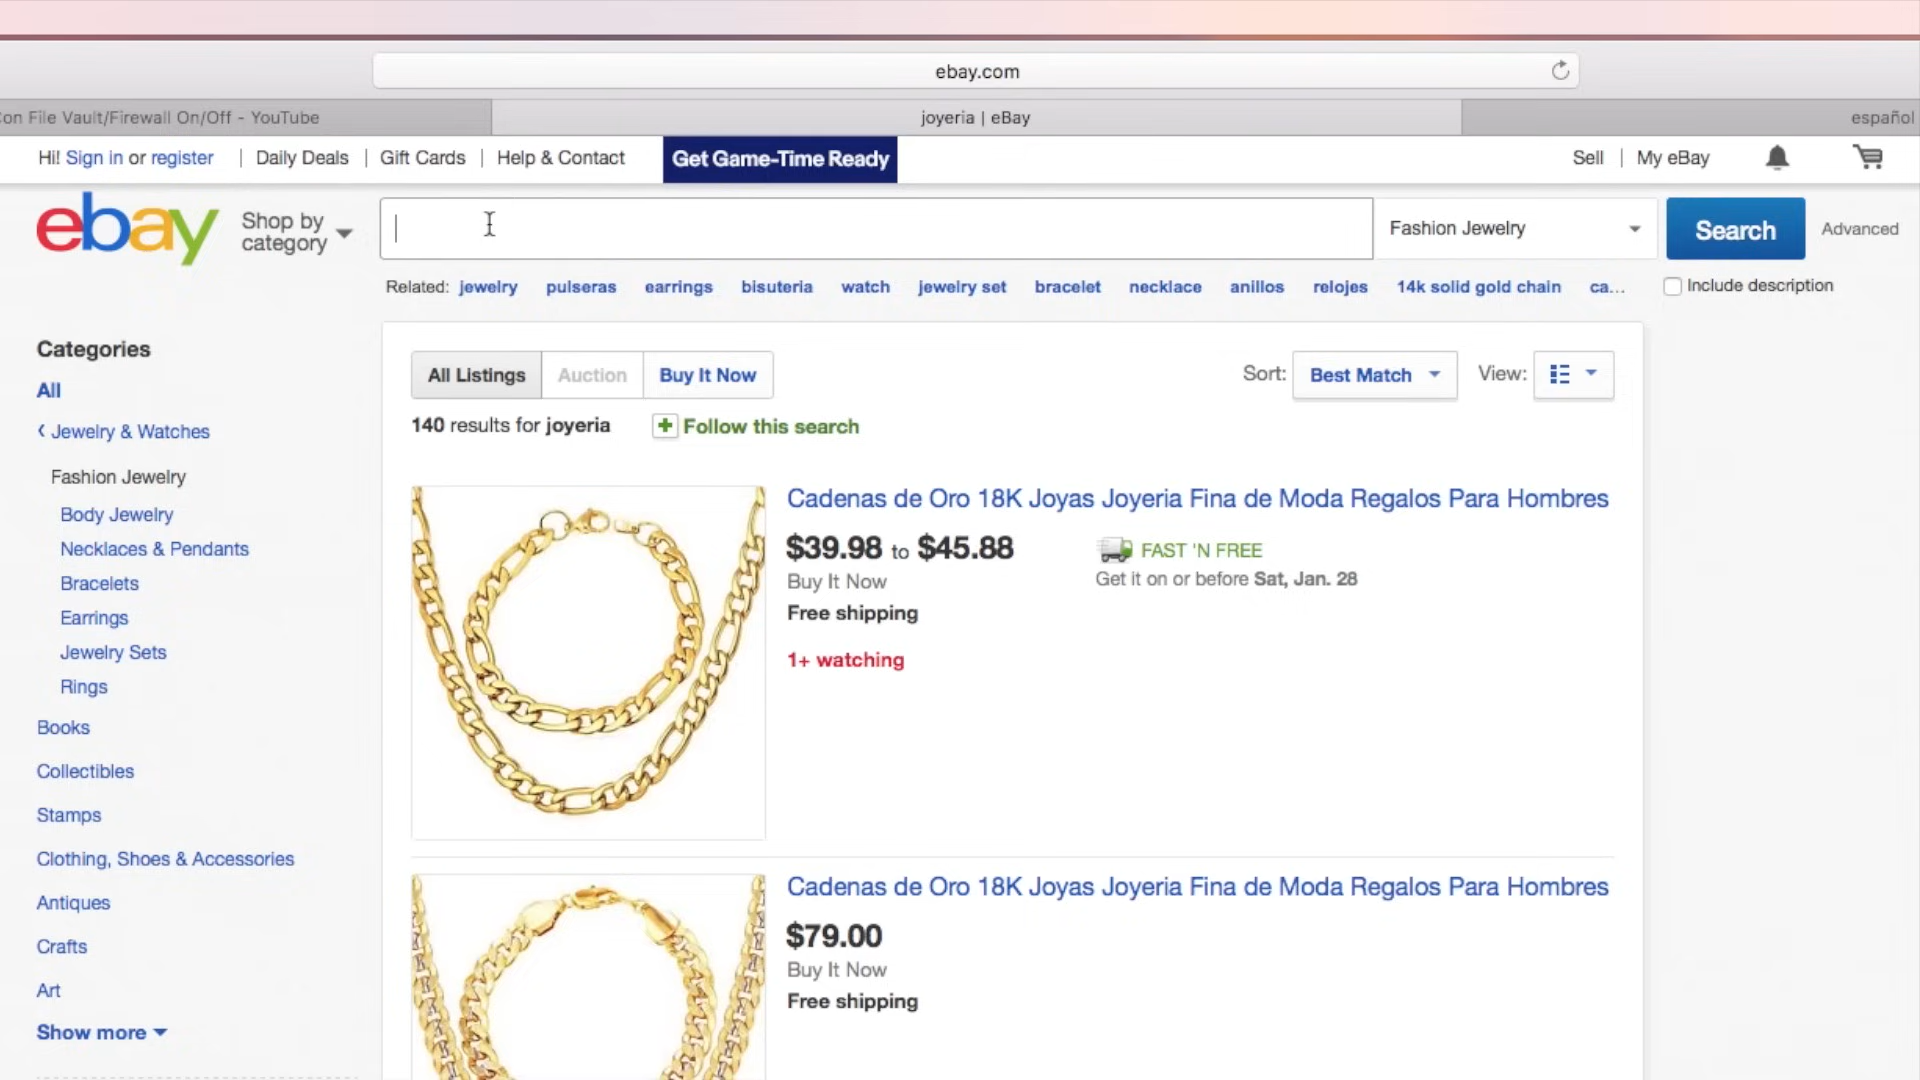 ebay.com
on File Vault/Firewall On/Off - YouTube
joyeria | eBay
español
Hi! Sign in or register | Daily Deals | Gift Cards | Help & Contact
Get Game-Time Ready
Sell | My eBay
ebay
Shop by
category
Fashion Jewelry
Search
Advanced
Related: jewelry pulseras earrings bisuteria watch jewelry set bracelet necklace anillos relojes 14k solid gold chain ca...
Include description
Categories
All
Jewelry & Watches
Fashion Jewelry
Body Jewelry
Necklaces & Pendants
Bracelets
Earrings
Jewelry Sets
Rings
Books
Collectibles
Stamps
Clothing, Shoes & Accessories
Antiques
Crafts
Art
Show more
All Listings Auction Buy It Now
Sort: Best Match View:
140 results for joyeria
Follow this search
Cadenas de Oro 18K Joyas Joyeria Fina de Moda Regalos Para Hombres
$39.98 to $45.88
Buy It Now
Free shipping
1+ watching
FAST 'N FREE
Get it on or before Sat, Jan. 28
Cadenas de Oro 18K Joyas Joyeria Fina de Moda Regalos Para Hombres
$79.00
Buy It Now
Free shipping